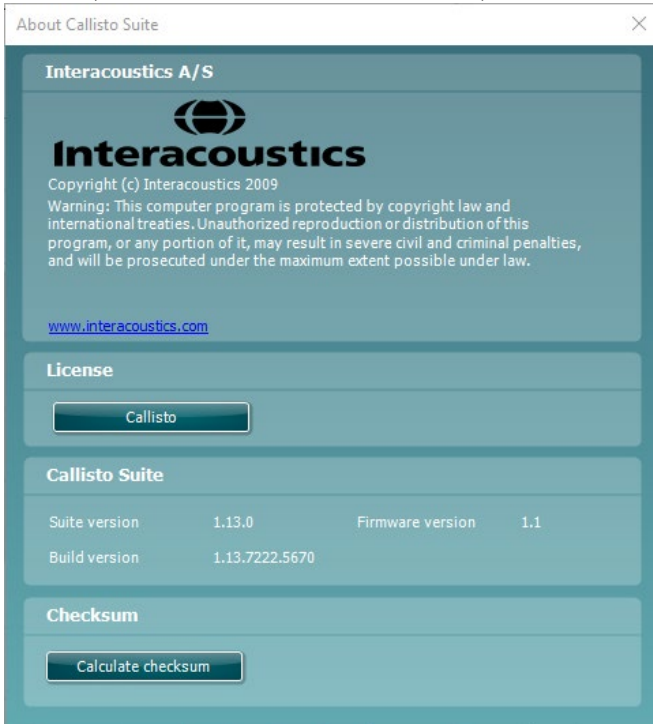 About Callisto Suite
Interacoustics A/S
Interacoustics
Copyright (c) Interacoustics 2009
Warning: This computer program is protected by copyright law and
international treaties. Unauthorized reproduction or distribution of this
program, or any portion of it, may result in severe civil and criminal penalties,
and will be prosecuted under the maximum extent possible under law.
www.interacoustics.com
License
Callisto
Callisto Suite
Suite version 1.13.0 Firmware version 1.1
Build version 1.13.7222.5670
Checksum
Calculate checksum